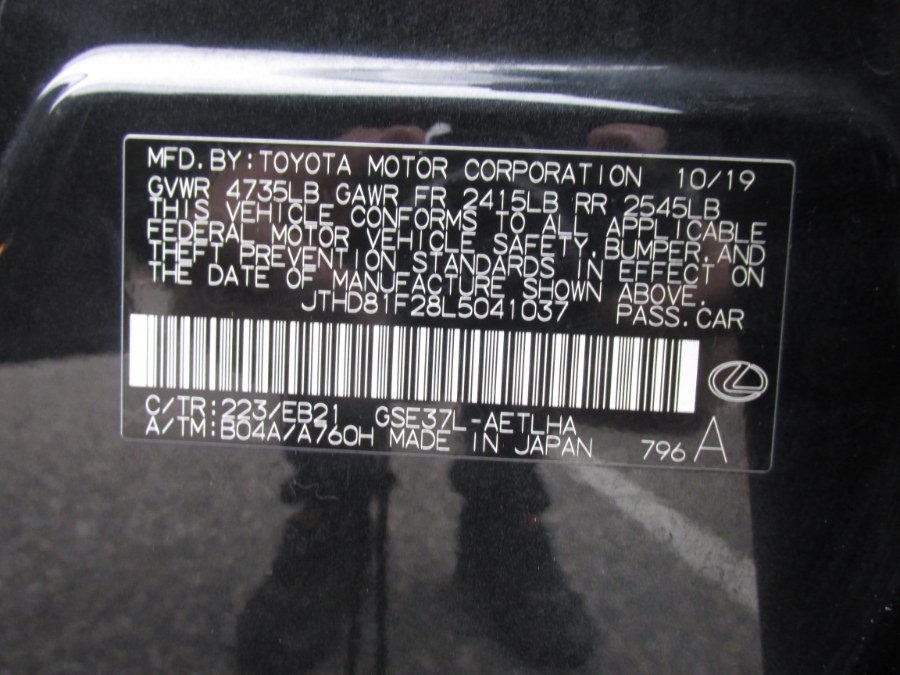 MFD. BY: TOYOTA MOTOR CORPORATION 10/19
GVWR 4735LB GAWR FR 2415LB RR 2545LB
THIS VEHICLE CONFORMS TO ALL APPLICABLE
FEDERAL MOTOR VEHICLE SAFETY, BUMPER, AND
THEFT PREVENTION STANDARDS IN EFFECT ON
THE DATE OF MANUFACTURE SHOWN ABOVE.
JTHD81F28L5041037 PASS. CAR
C/TR: 223/EB21 GSE37L-AETLHA
A/TM: B04A/A760H MADE IN JAPAN 796 A